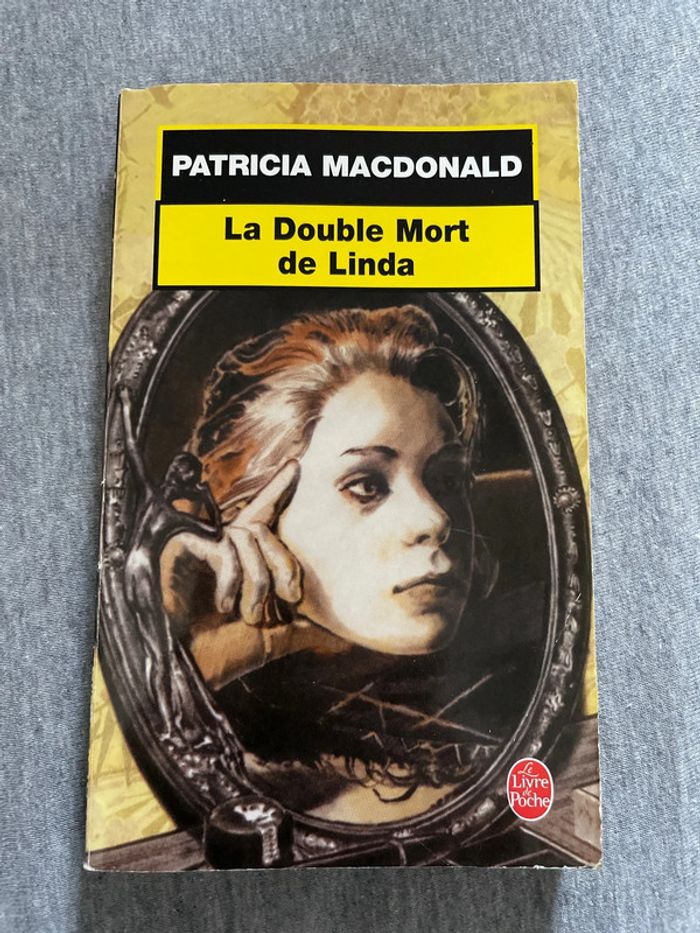 PATRICIA MACDONALD
La Double Mort
de Linda
Le
Livre
de
Poche